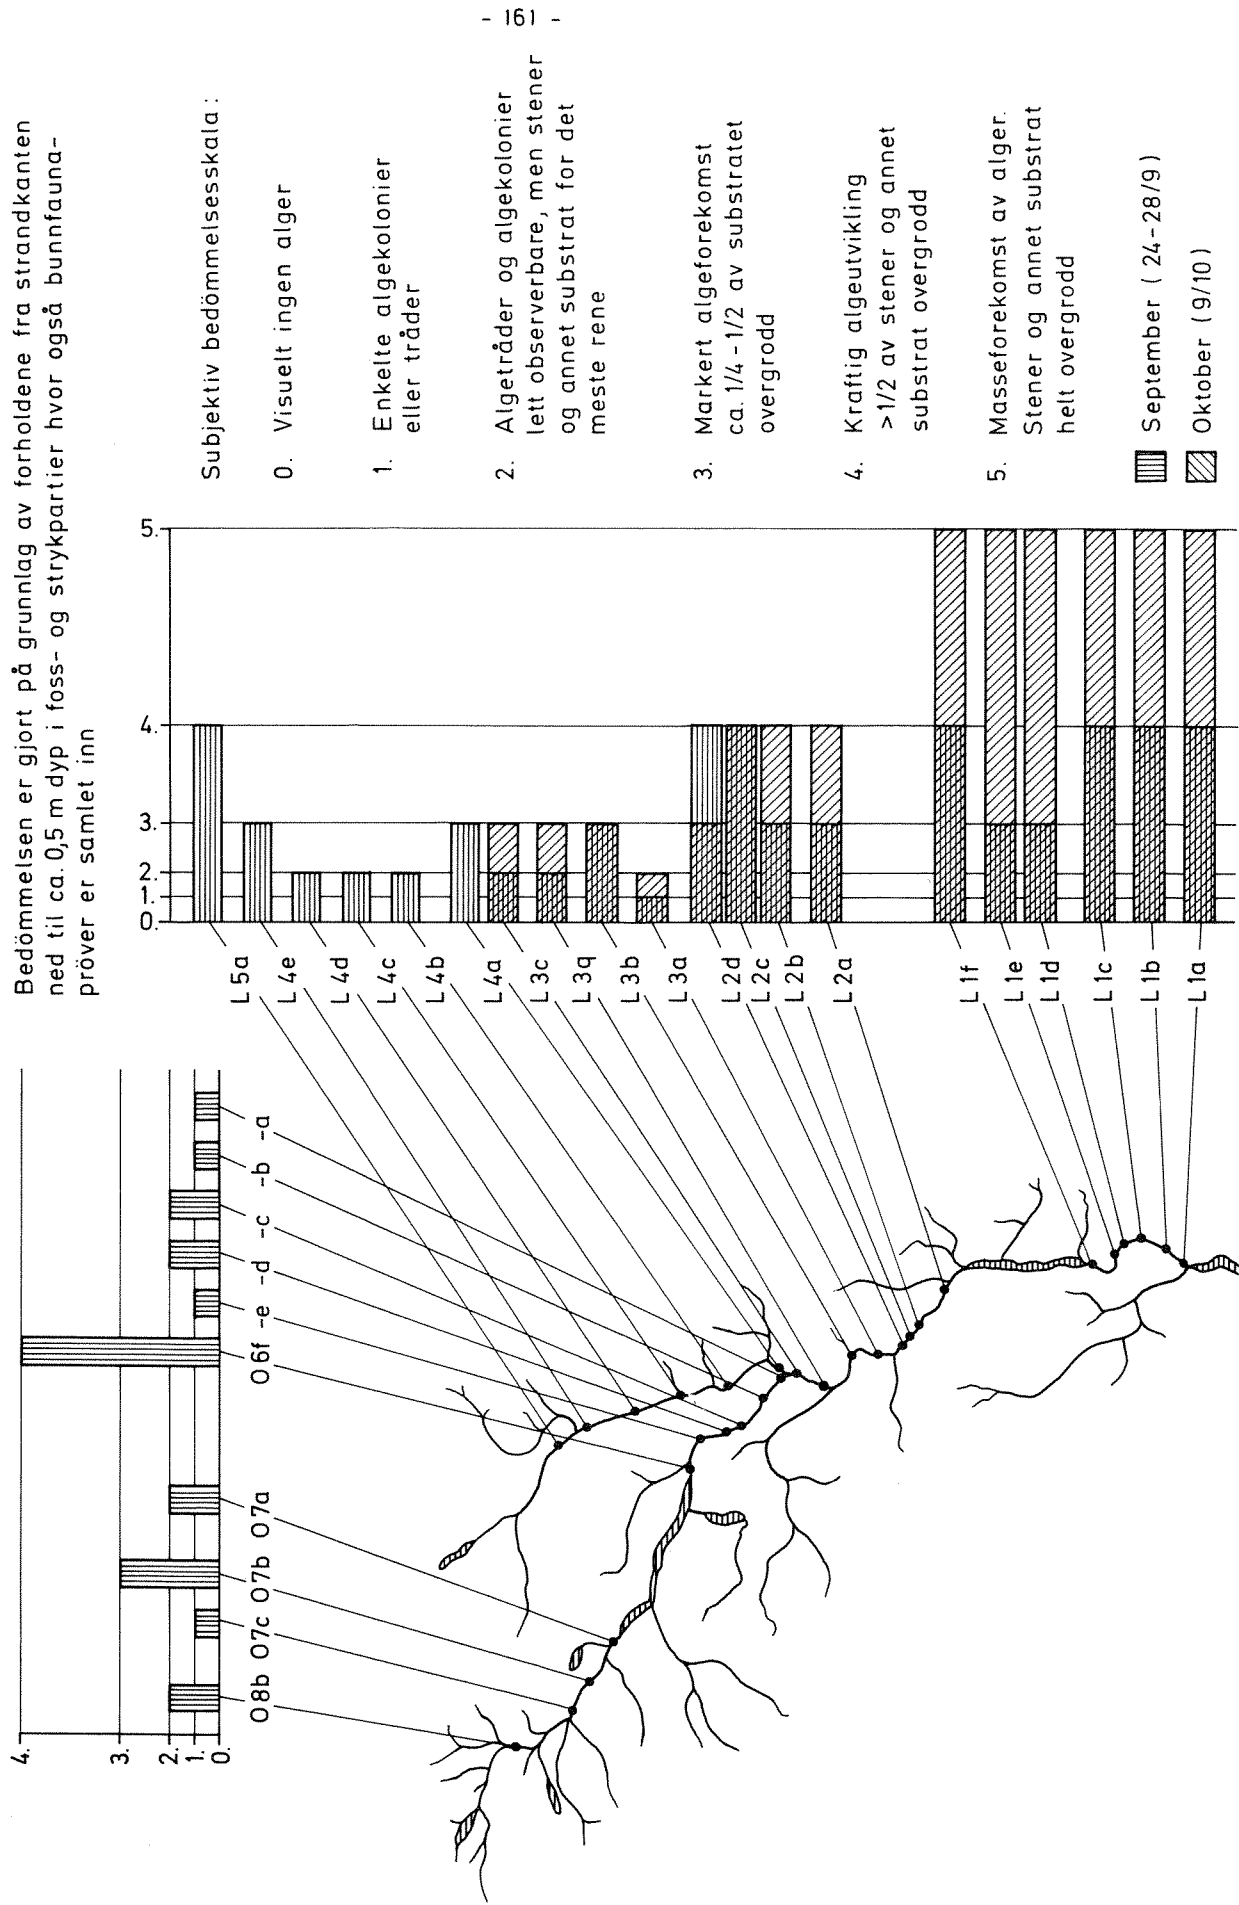 - 161 -
Bedömmelsen er gjort på grunnlag av forholdene fra strandkanten
ned til ca. 0,5 m dyp i foss- og strykpartier hvor også bunnfauna-
pröver er samlet inn
Subjektiv bedömmelsesskala :
0. Visuelt ingen alger
1. Enkelte algekolonier
eller tråder
2. Algetråder og algekolonier
lett observerbare, men stener
og annet substrat for det
meste rene
3. Markert algeforekomst
ca. 1/4 - 1/2 av substratet
overgrodd
4. Kraftig algeutvikling
>1/2 av stener og annet
substrat overgrodd
5. Masseforekomst av alger.
Stener og annet substrat
helt overgrodd
September ( 24-28/9 )
Oktober ( 9/10 )
5.
4.
3.
2.
1.
0.
L 5a
L 4e
L 4d
L 4c
L 4b
L 4a
L 3c
L 3q
L 3b
L 3a
L 2d
L 2c
L 2b
L 2a
L 1f
L 1e
L 1d
L 1c
L 1b
L 1a
4.
3.
2.
1.
0.
08b
07c
07b
07a
06f
-e
-d
-c
-b
-a